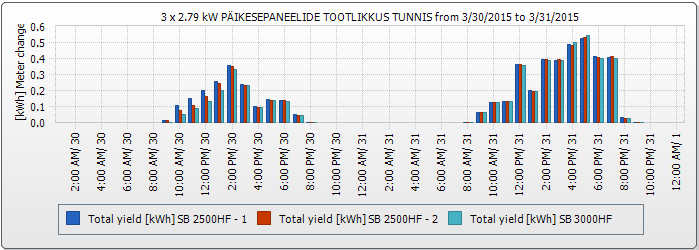 3 x 2.79 kW PÄIKESEPANEELIDE TOOTLIKKUS TUNNIS from 3/30/2015 to 3/31/2015
[kWh] Meter change
0.6
0.5
0.4
0.3
0.2
0.1
0.0
2:00 AM/ 30
4:00 AM/ 30
6:00 AM/ 30
8:00 AM/ 30
10:00 AM/ 30
12:00 PM/ 30
2:00 PM/ 30
4:00 PM/ 30
6:00 PM/ 30
8:00 PM/ 30
10:00 PM/ 30
12:00 AM/ 31
2:00 AM/ 31
4:00 AM/ 31
6:00 AM/ 31
8:00 AM/ 31
10:00 AM/ 31
12:00 PM/ 31
2:00 PM/ 31
4:00 PM/ 31
6:00 PM/ 31
8:00 PM/ 31
10:00 PM/ 31
12:00 AM/ 1
Total yield [kWh] SB 2500HF - 1
Total yield [kWh] SB 2500HF - 2
Total yield [kWh] SB 3000HF